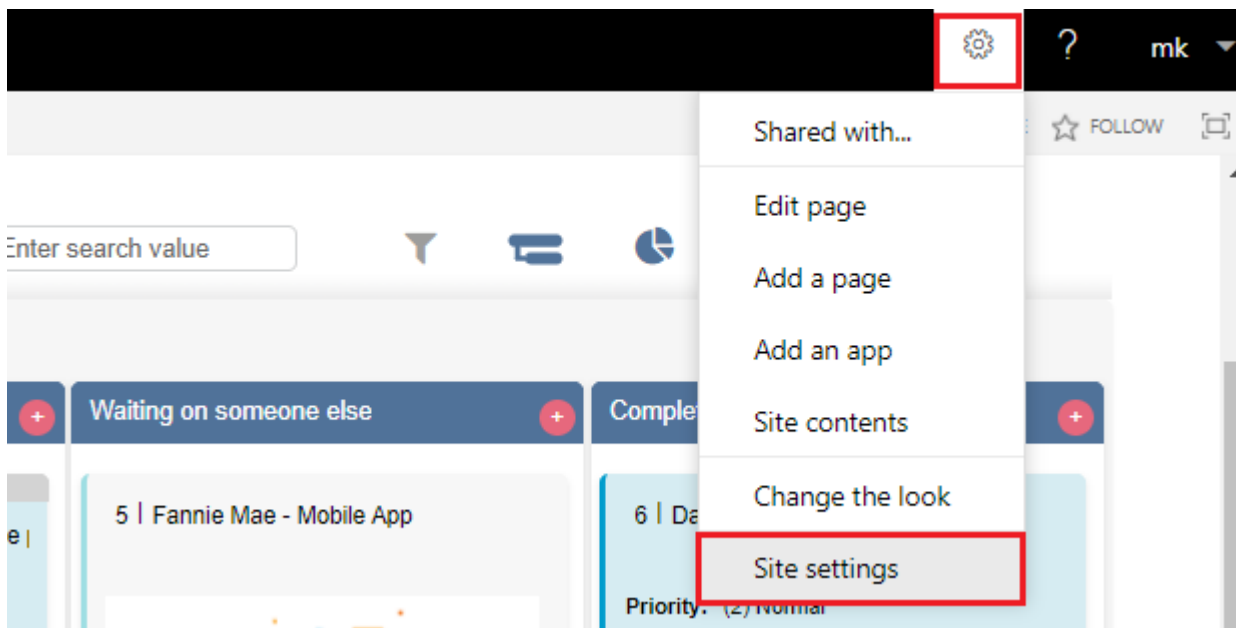 ?
mk
Shared with...
FOLLOW
Edit page
Enter search value
Add a page
Add an app
Waiting on someone else
Comple
Site contents
Change the look
5 | Fannie Mae - Mobile App
6 | Da
e |
Site settings
Priority: (2) Normal